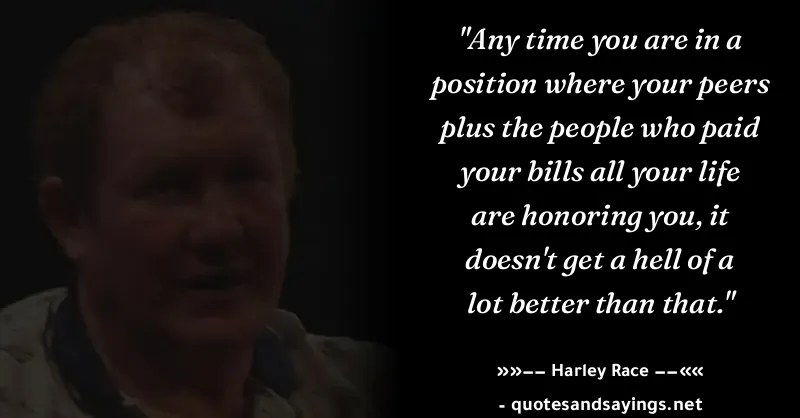 "Any time you are in a
position where your peers
plus the people who paid
your bills all your life
are honoring you, it
doesn't get a hell of a
lot better than that."
»»−− Harley Race −−««
- quotesandsayings.net